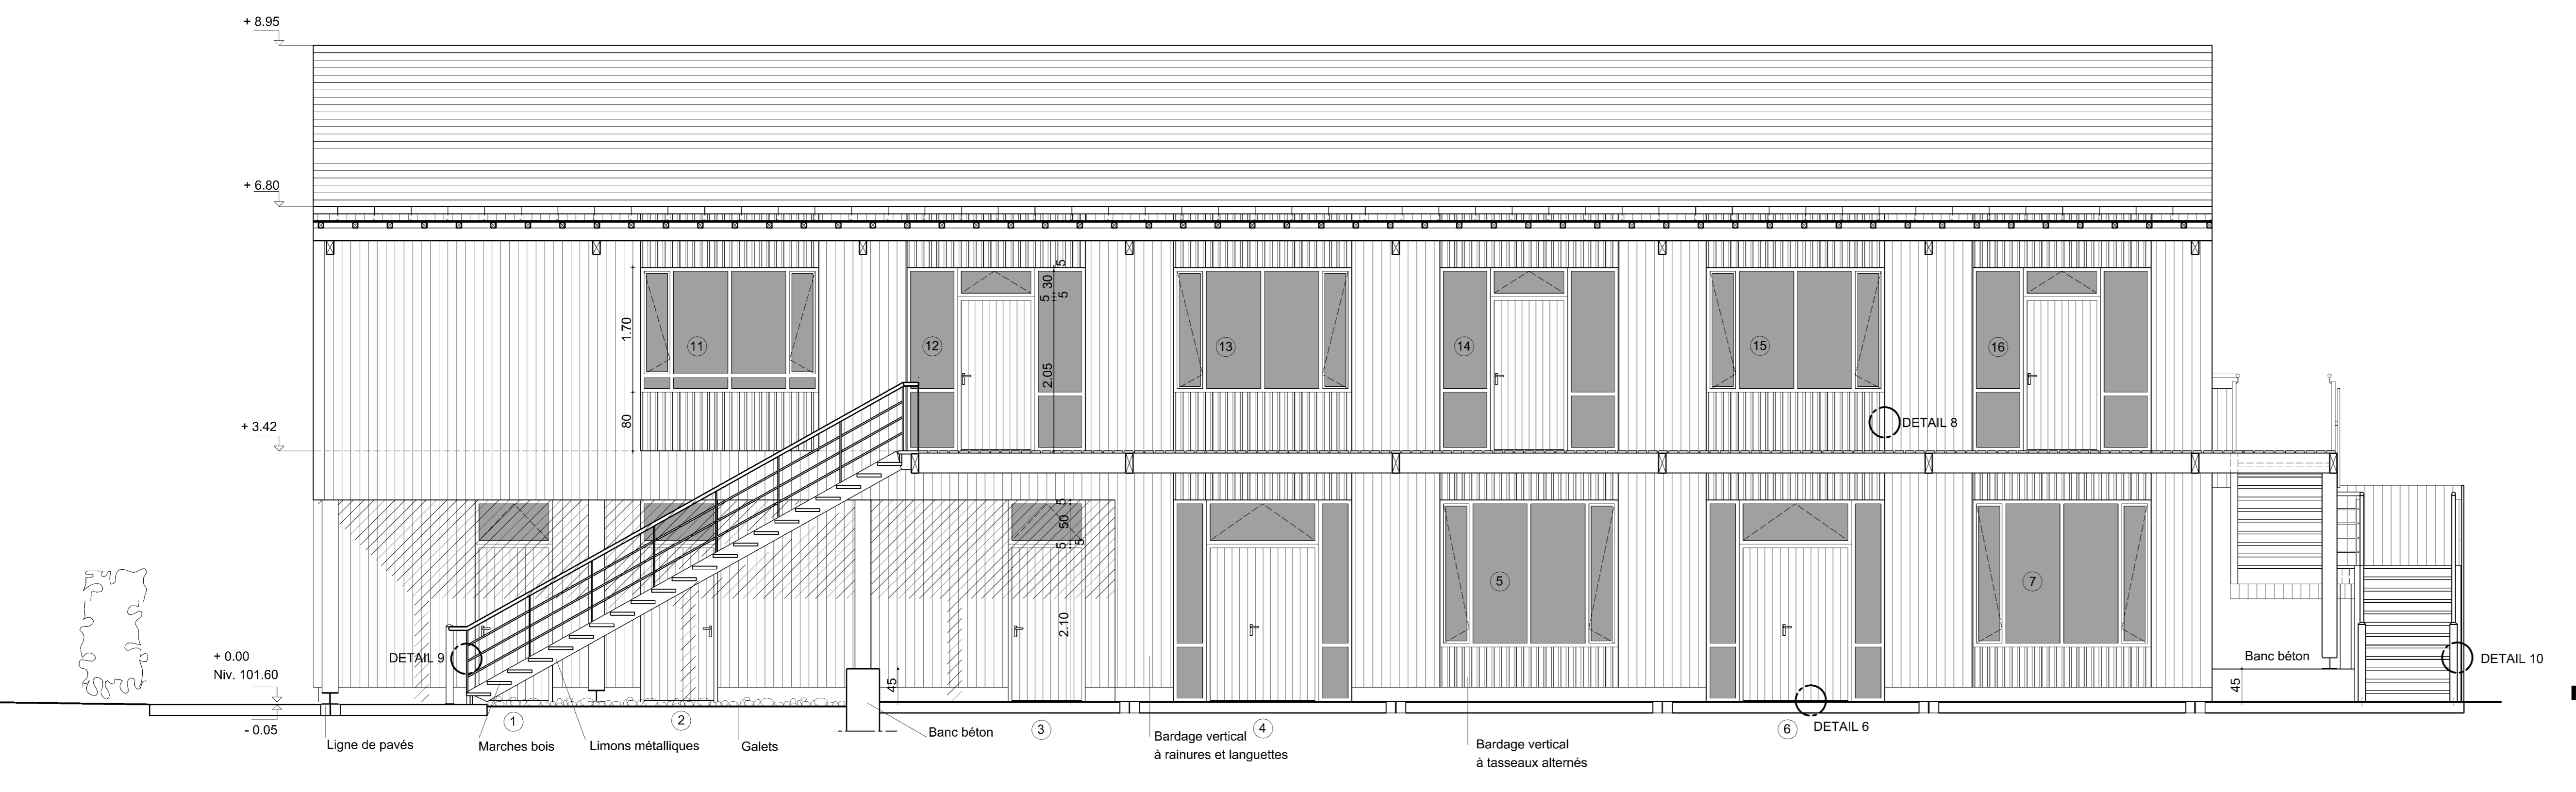 + 8.95
+ 6.80
5
30
5
5
1.70
11
12
13
14
15
16
2.05
80
DETAIL 8
+ 3.42
5
50
5
5
5
7
2.10
DETAIL 9
+ 0.00
Niv. 101.60
Banc béton
DETAIL 10
45
45
- 0.05
1
2
3
4
6
DETAIL 6
Ligne de pavés
Marches bois
Limons métalliques
Galets
Banc béton
Bardage vertical
à rainures et languettes
Bardage vertical
à tasseaux alternés